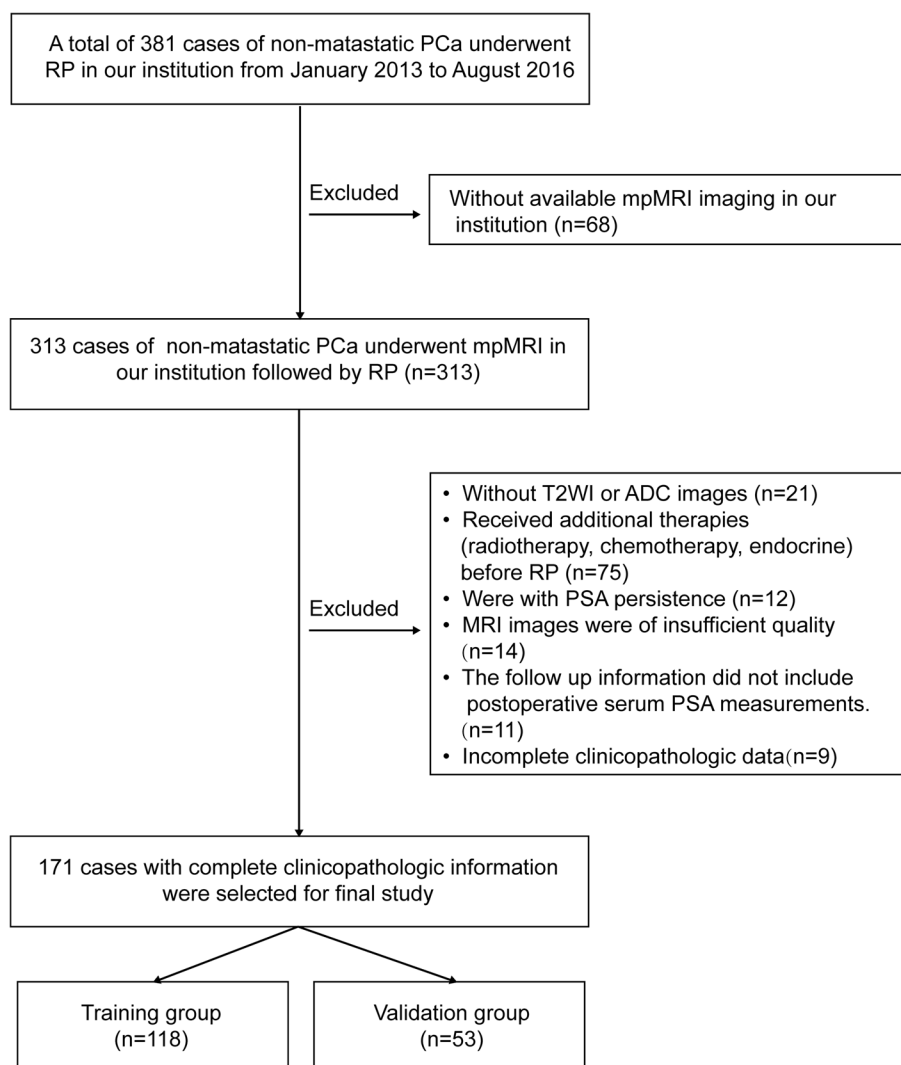 A total of 381 cases of non-matastatic PCa underwent
RP in our institution from January 2013 to August 2016
Excluded
Without available mpMRI imaging in our
institution (n=68)
313 cases of non-matastatic PCa underwent mpMRI in
our institution followed by RP (n=313)
Excluded
• Without T2WI or ADC images (n=21)
• Received additional therapies
(radiotherapy, chemotherapy, endocrine)
before RP (n=75)
• Were with PSA persistence (n=12)
• MRI images were of insufficient quality
(n=14)
• The follow up information did not include
postoperative serum PSA measurements.
(n=11)
• Incomplete clinicopathologic data(n=9)
171 cases with complete clinicopathologic information
were selected for final study
Training group
(n=118)
Validation group
(n=53)